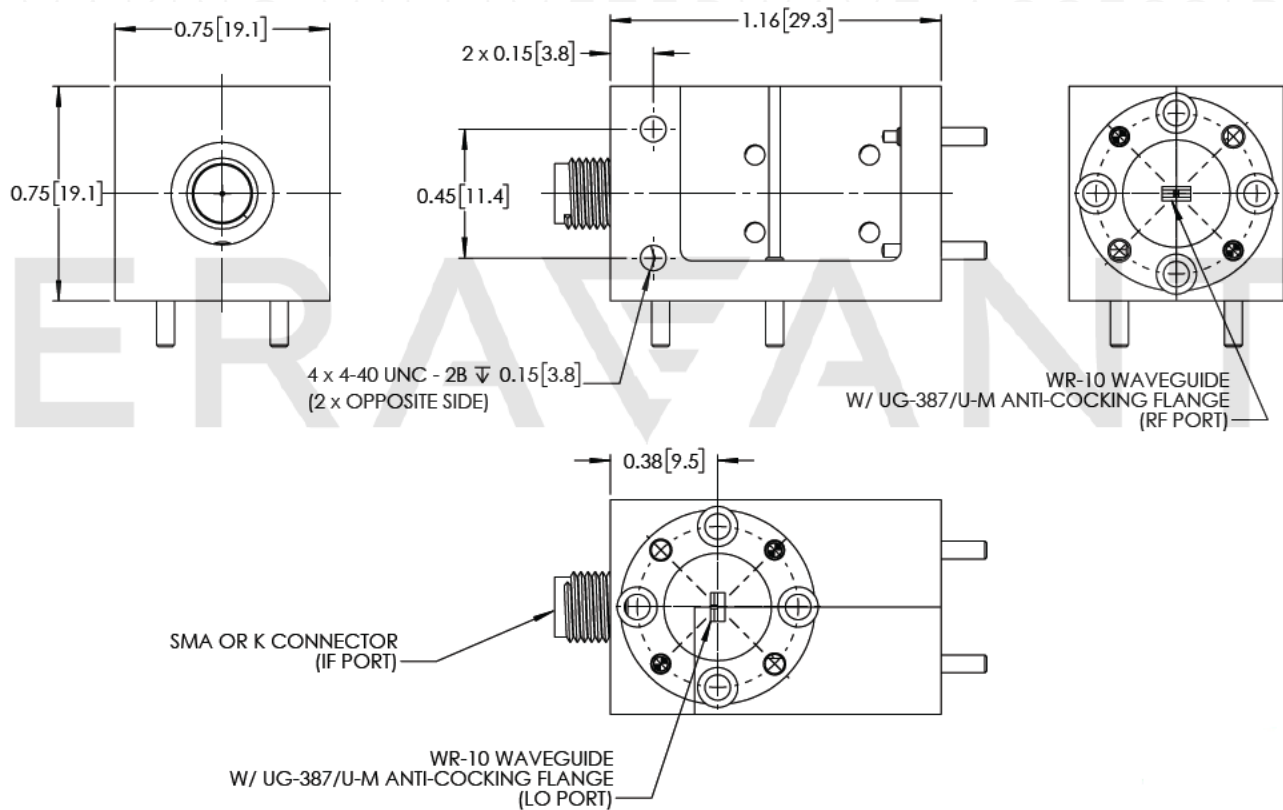 0.75[19.1]
1.16[29.3]
2 x 0.15[3.8]
0.75[19.1]
0.45[11.4]
ERAVANT
4 x 4-40 UNC - 2B ↧ 0.15[3.8]
(2 x OPPOSITE SIDE)
WR-10 WAVEGUIDE
W/ UG-387/U-M ANTI-COCKING FLANGE
(RF PORT)
0.38[9.5]
SMA OR K CONNECTOR
(IF PORT)
WR-10 WAVEGUIDE
W/ UG-387/U-M ANTI-COCKING FLANGE
(LO PORT)